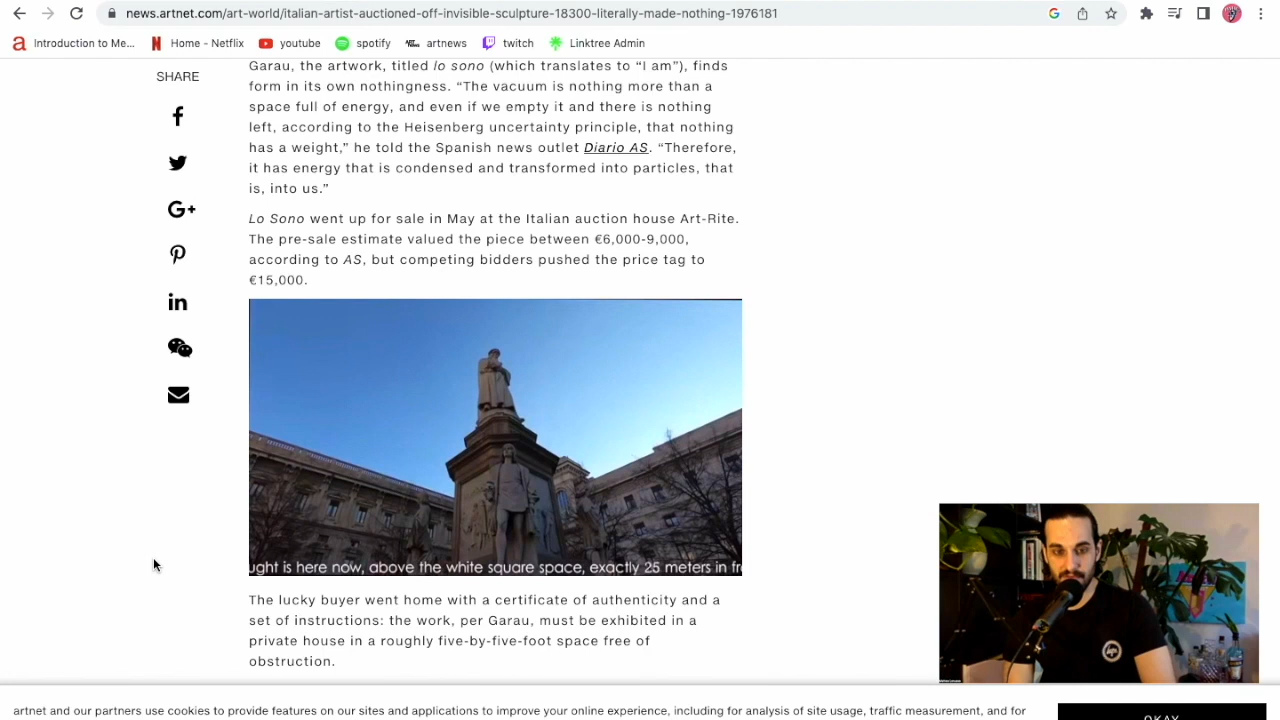 news.artnet.com/art-world/italian-artist-auctioned-off-invisible-sculpture-18300-literally-made-nothing-1976181
Introduction to Me...
Home - Netflix
youtube
spotify
artnews
twitch
Linktree Admin
SHARE
Garau, the artwork, titled Io sono (which translates to “I am”), finds
form in its own nothingness. “The vacuum is nothing more than a
space full of energy, and even if we empty it and there is nothing
left, according to the Heisenberg uncertainty principle, that nothing
has a weight,” he told the Spanish news outlet Diario AS. “Therefore,
it has energy that is condensed and transformed into particles, that
is, into us.”
Lo Sono went up for sale in May at the Italian auction house Art-Rite.
The pre-sale estimate valued the piece between €6,000-9,000,
according to AS, but competing bidders pushed the price tag to
€15,000.
ught is here now, above the white square space, exactly 25 meters in fr
The lucky buyer went home with a certificate of authenticity and a
set of instructions: the work, per Garau, must be exhibited in a
private house in a roughly five-by-five-foot space free of
obstruction.
artnet and our partners use cookies to provide features on our sites and applications to improve your online experience, including for analysis of site usage, traffic measurement, and for
OKAY